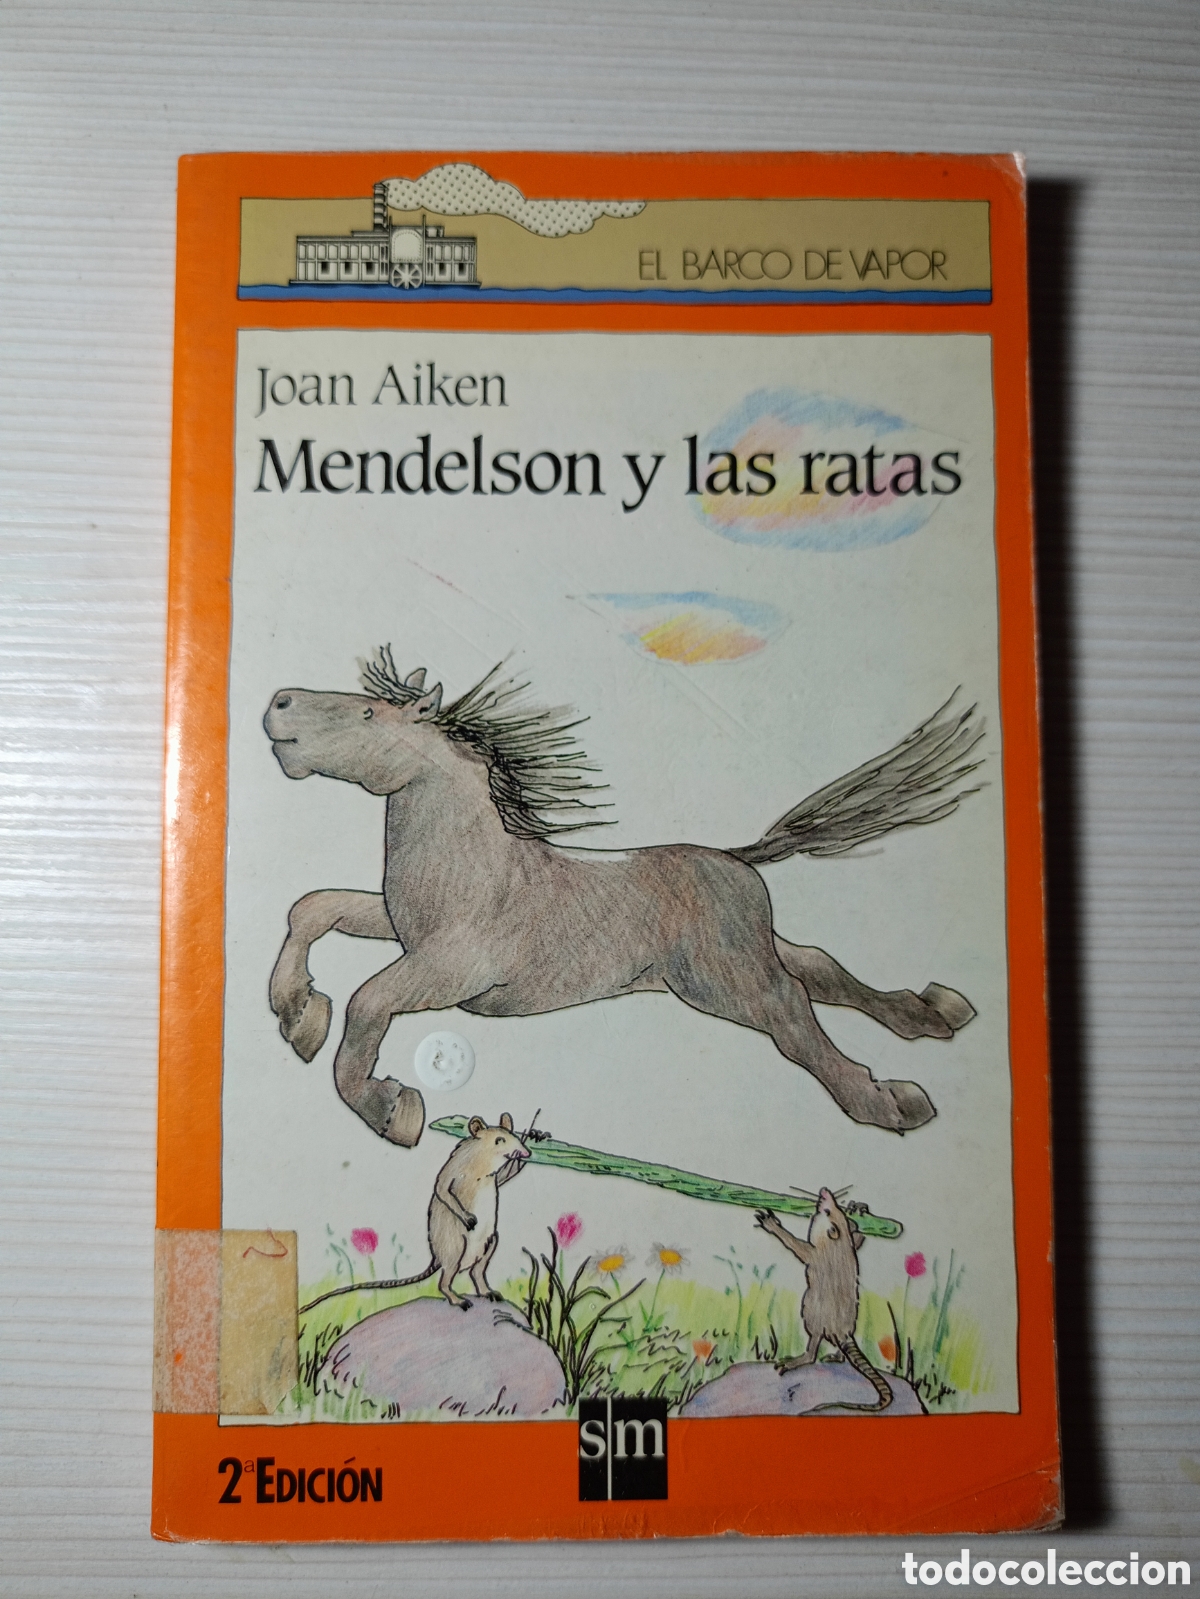 EL BARCO DE VAPOR
Joan Aiken
Mendelson y las ratas
2ª EDICIÓN
sm
todocoleccion